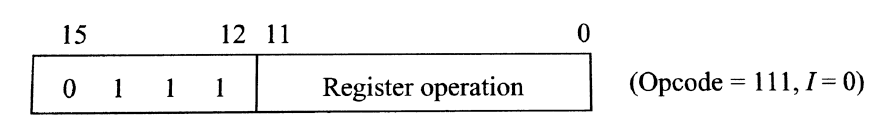 15 12 11 0
0 1 1 1 Register operation (Opcode = 111, I = 0)